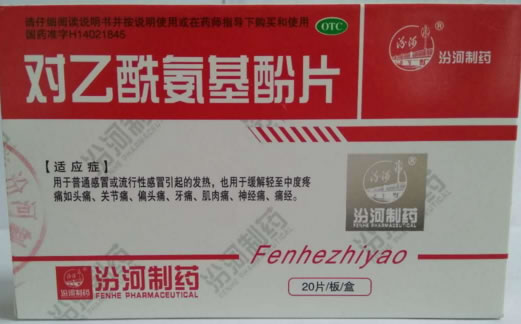 请仔细阅读说明书并按说明使用或在药师指导下购买和使用
国药准字H14021845
OTC
汾河
®
汾河制药
对乙酰氨基酚片
【适应症】
用于普通感冒或流行性感冒引起的发热,也用于缓解轻至中度疼
痛如头痛、关节痛、偏头痛、牙痛、肌肉痛、神经痛、痛经。
汾河
Fenhezhiyao
汾河制药
汾河制药
FENHE PHARMACEUTICAL
20片/板/盒